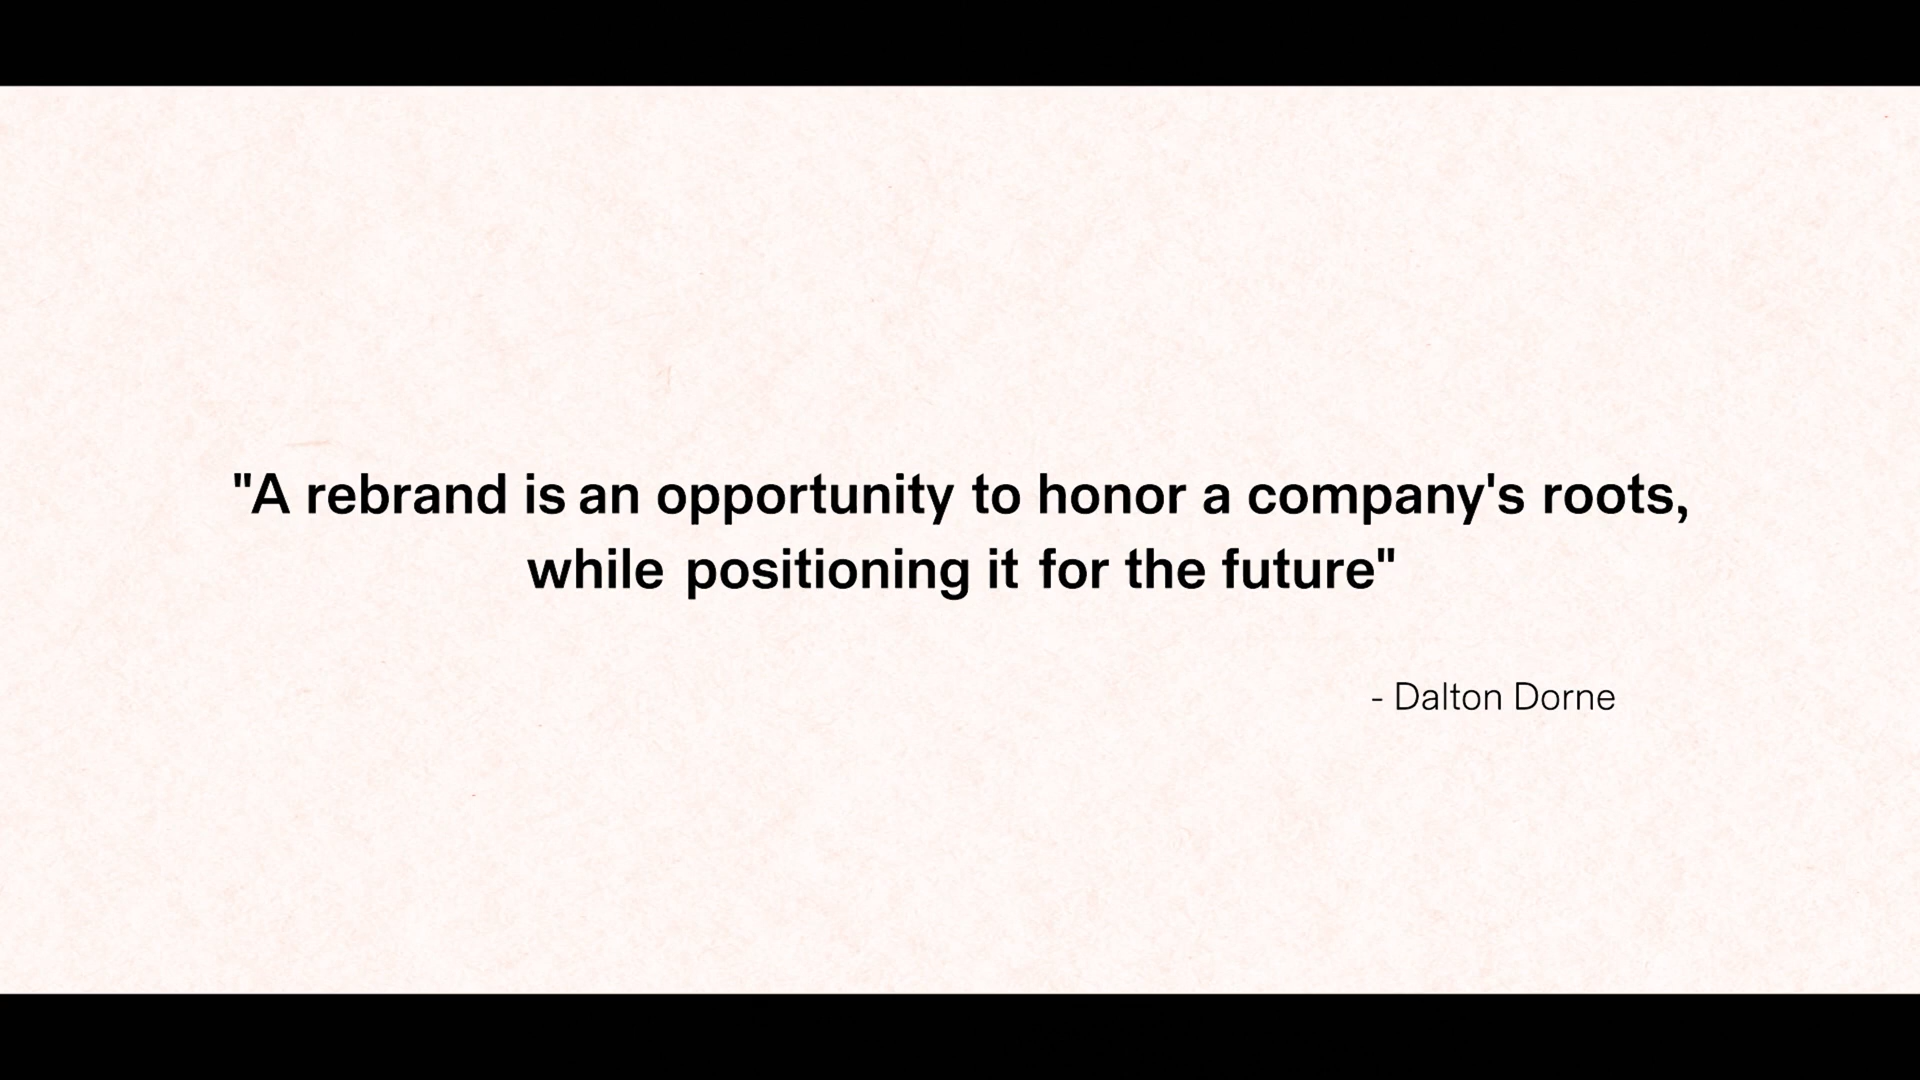 "A rebrand is an opportunity to honor a company's roots,
while positioning it for the future"
- Dalton Dorne